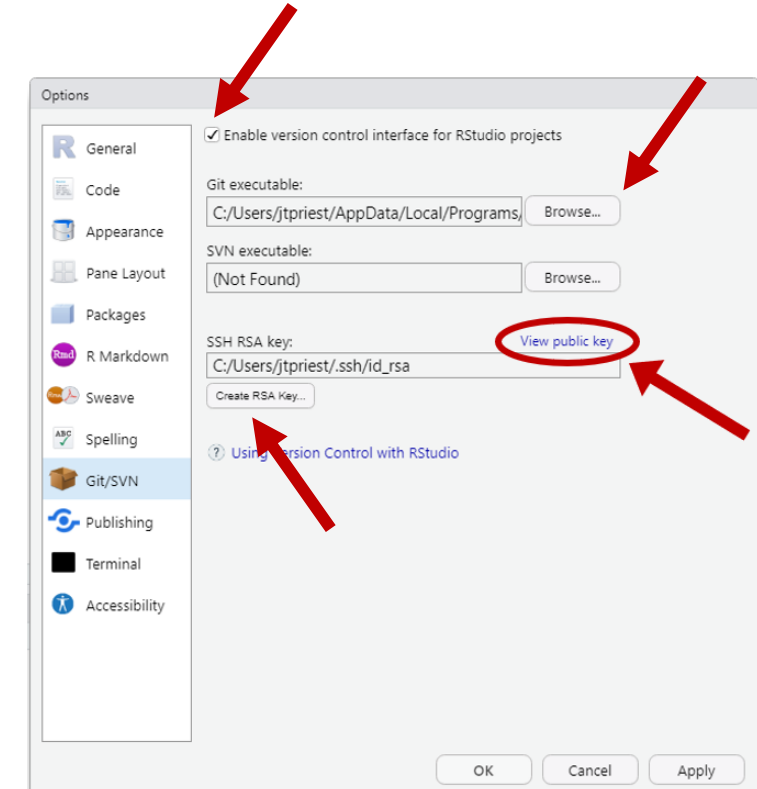 Options
General
Code
Appearance
Pane Layout
Packages
Rmd R Markdown
Sweave
ABC Spelling
Git/SVN
Publishing
Terminal
Accessibility
Enable version control interface for RStudio projects
Git executable:
C:/Users/jtpriest/AppData/Local/Programs/ Browse...
SVN executable:
(Not Found) Browse...
SSH RSA key: View public key
C:/Users/jtpriest/.ssh/id_rsa
Create RSA Key...
? Using Version Control with RStudio
OK Cancel Apply